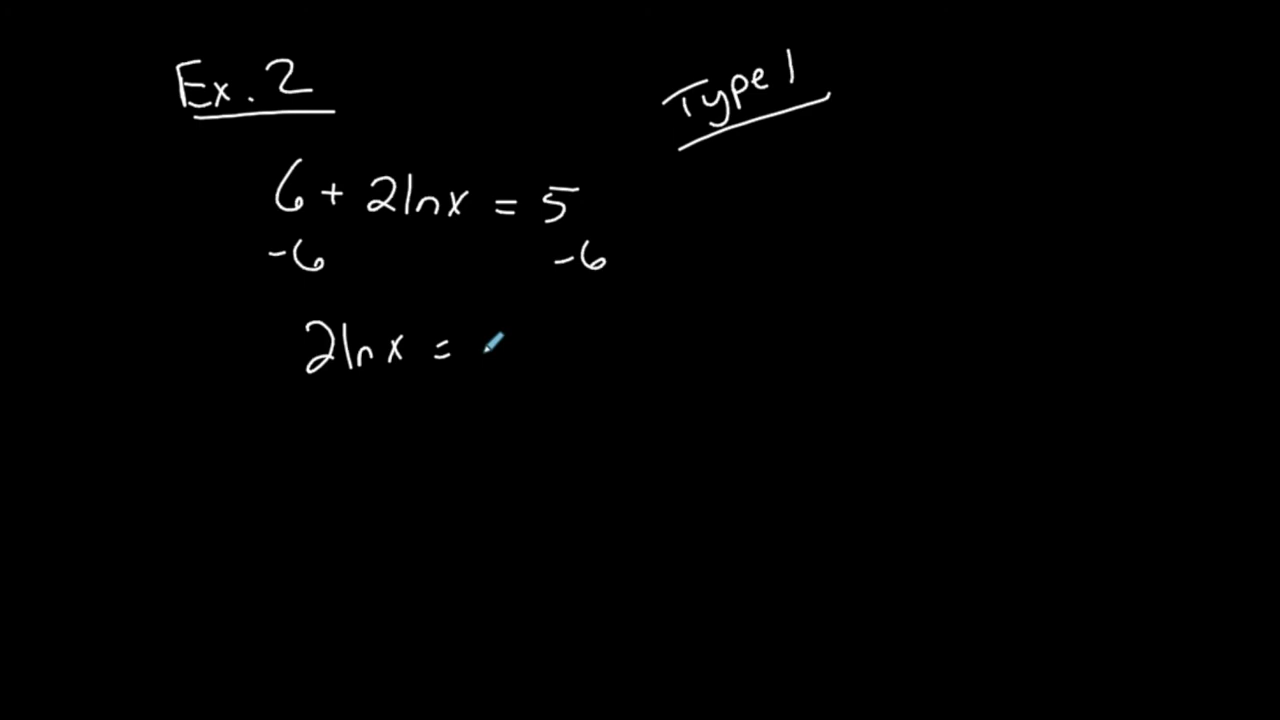 Ex. 2
Type 1
6 + 2lnx = 5
-6 -6
2lnx =